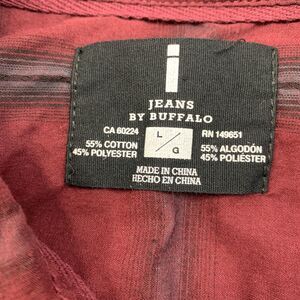 i
JEANS
BY BUFFALO
CA 60224 L/G RN 149651
55% COTTON 55% ALGODÓN
45% POLYESTER 45% POLIÉSTER
MADE IN CHINA
HECHO EN CHINA